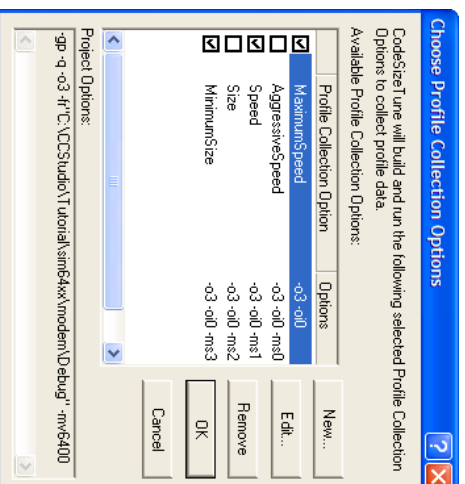 Choose Profile Collection Options
CodeSizeTune will build and run the following selected Profile Collection
Options to collect profile data.
Available Profile Collection Options:
Profile Collection Option Options
MaximumSpeed -o3 -oi0
AggressiveSpeed -o3 -oi0 -ms0
Speed -o3 -oi0 -ms1
Size -o3 -oi0 -ms2
MinimumSize -o3 -oi0 -ms3
New...
Edit...
Remove
OK
Cancel
Project Options:
-gp -q -o3 -fr"C:\CCStudio\Tutorial\sim64xx\modem\Debug" -mv6400